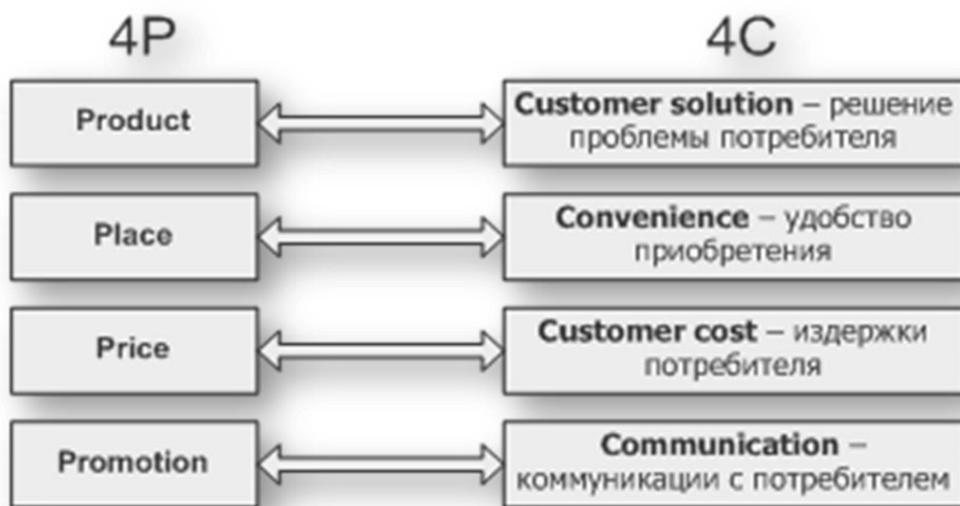 4P
4C
Product
Customer solution – решение
проблемы потребителя
Place
Convenience – удобство
приобретения
Price
Customer cost – издержки
потребителя
Promotion
Communication –
коммуникации с потребителем